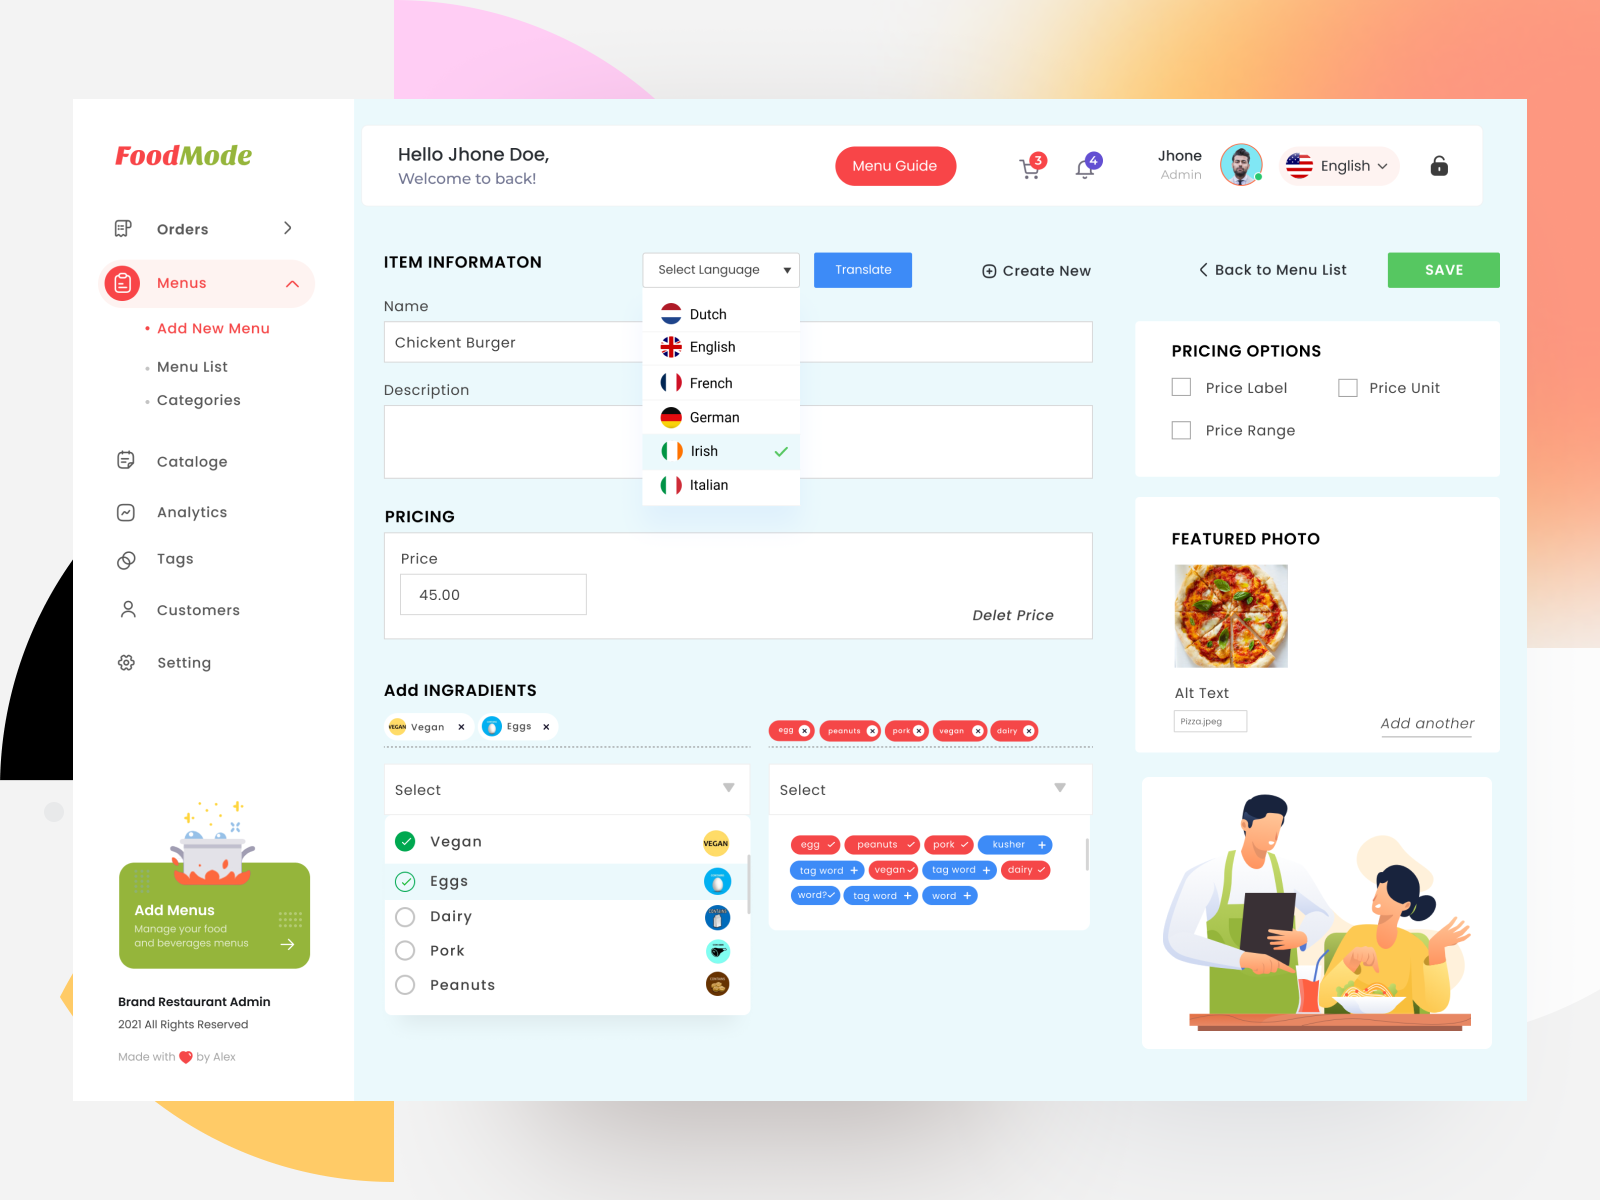 FoodMode
Orders
Menus
Add New Menu
Menu List
Categories
Cataloge
Analytics
Tags
Customers
Setting
Add Menus
Manage your food
and beverages menus
Brand Restaurant Admin
2021 All Rights Reserved
Made with by Alex
Hello Jhone Doe,
Welcome to back!
Menu Guide
3
4
Jhone
Admin
English
ITEM INFORMATON
Select Language
Translate
Create New
Back to Menu List
SAVE
Name
Chickent Burger
Description
Dutch
English
French
German
Irish
Italian
PRICING
Price
45.00
Delet Price
Add INGRADIENTS
VEGAN Vegan
Eggs
egg peanuts pork vegan dairy
Select
Vegan VEGAN
Eggs
Dairy
Pork
Peanuts
Select
egg peanuts pork kusher
tag word vegan tag word dairy
word? tag word word
PRICING OPTIONS
Price Label
Price Unit
Price Range
FEATURED PHOTO
Alt Text
Pizza.jpeg
Add another